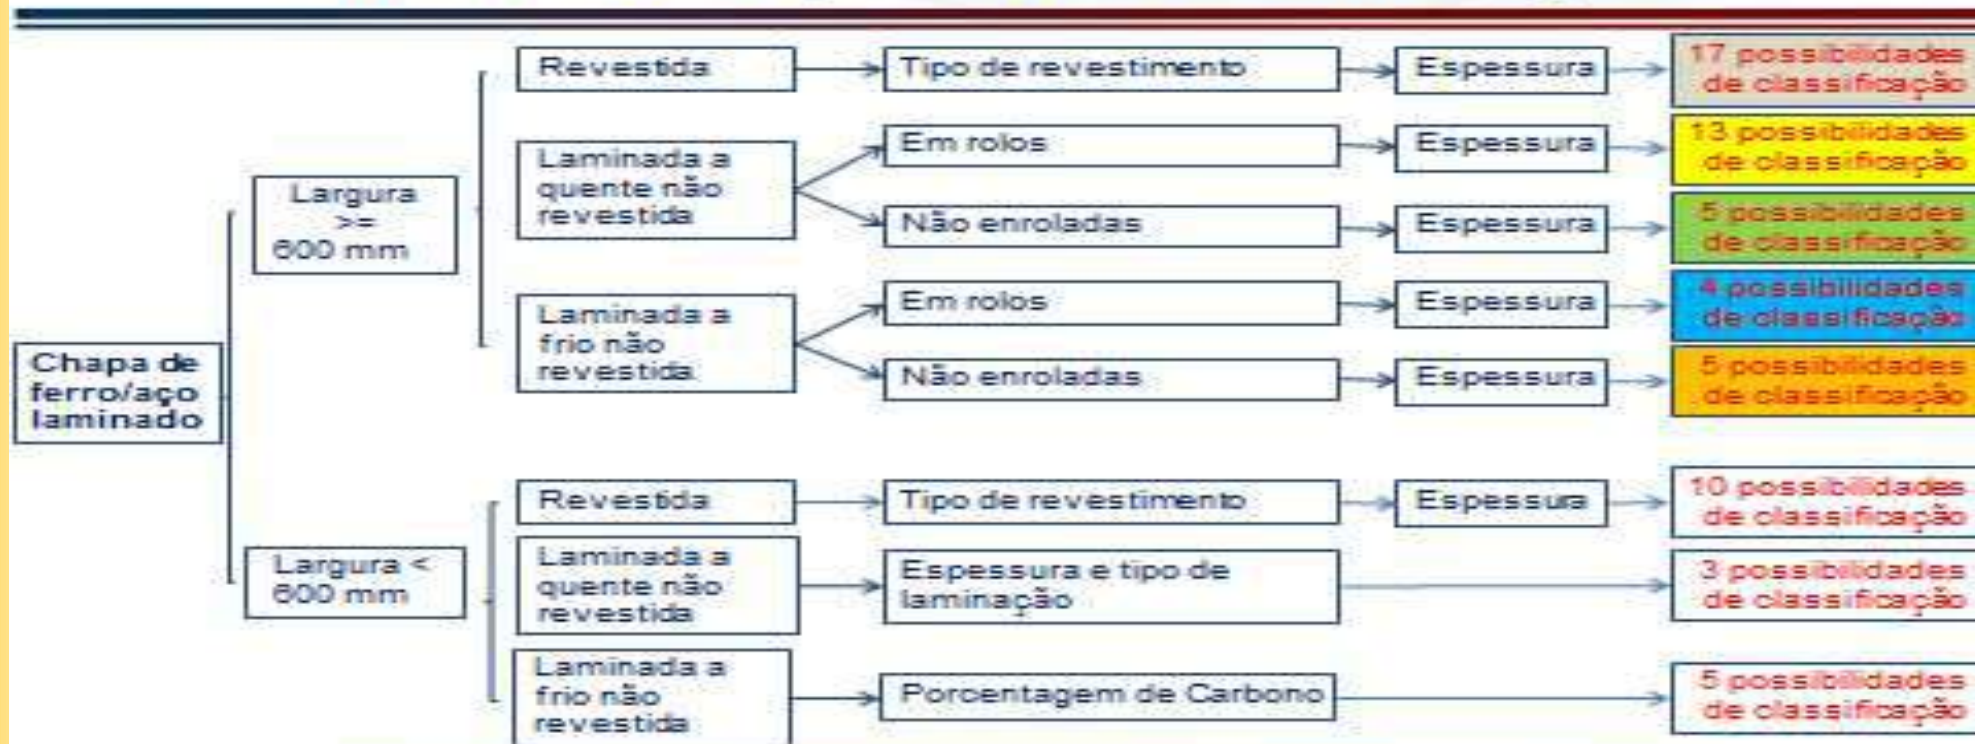 Chapa de
ferro/aço
laminado
Largura
>=
600 mm
Revestida
Tipo de revestimento
Espessura
17 possibilidades
de classificação
Laminada a
quente não
revestida
Em rolos
Espessura
13 possibilidades
de classificação
Não enroladas
Espessura
5 possibilidades
de classificação
Laminada a
frio não
revestida
Em rolos
Espessura
4 possibilidades
de classificação
Não enroladas
Espessura
5 possibilidades
de classificação
Largura <
600 mm
Revestida
Tipo de revestimento
Espessura
10 possibilidades
de classificação
Laminada a
quente não
revestida
Espessura e tipo de
laminação
3 possibilidades
de classificação
Laminada a
frio não
revestida
Porcentagem de Carbono
5 possibilidades
de classificação